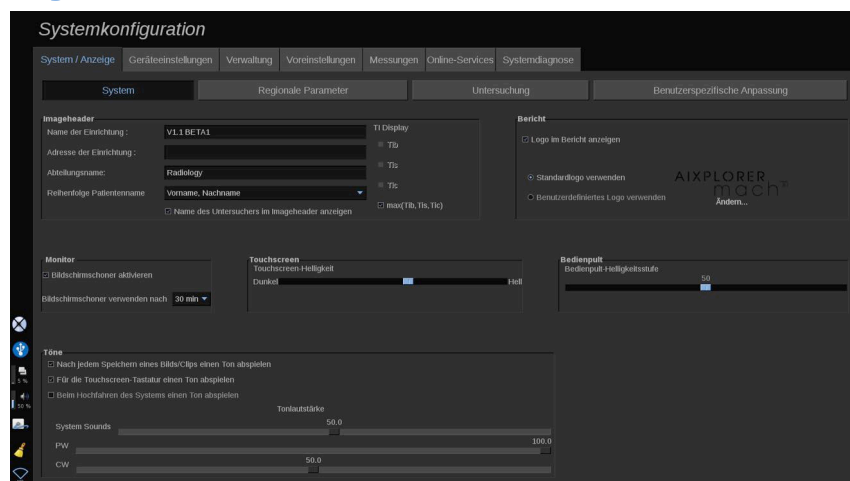 Systemkonfiguration
System / Anzeige Geräteeinstellungen Verwaltung Voreinstellungen Messungen Online-Services Systemdiagnose
System Regionale Parameter Untersuchung Benutzerspezifische Anpassung
Imageheader
Name der Einrichtung : V1.1 BETA1
Adresse der Einrichtung :
Abteilungsname: Radiology
Reihenfolge Patientenname Vorname, Nachname
Name des Untersuchers im Imageheader anzeigen
TI Display
Tib
Tis
Tic
max(Tib,Tis,Tic)
Bericht
Logo im Bericht anzeigen
Standardlogo verwenden
Benutzerdefiniertes Logo verwenden
AIXPLORER
mach
Ändern...
Monitor
Bildschirmschoner aktivieren
Bildschirmschoner verwenden nach 30 min
Touchscreen
Touchscreen-Helligkeit
Dunkel Hell
Bedienpult
Bedienpult-Helligkeitsstufe
50
Töne
Nach jedem Speichern eines Bilds/Clips einen Ton abspielen
Für die Touchscreen-Tastatur einen Ton abspielen
Beim Hochfahren des Systems einen Ton abspielen
Tonlautstärke
System Sounds 50.0
PW 100.0
CW 50.0
5 %
50 %